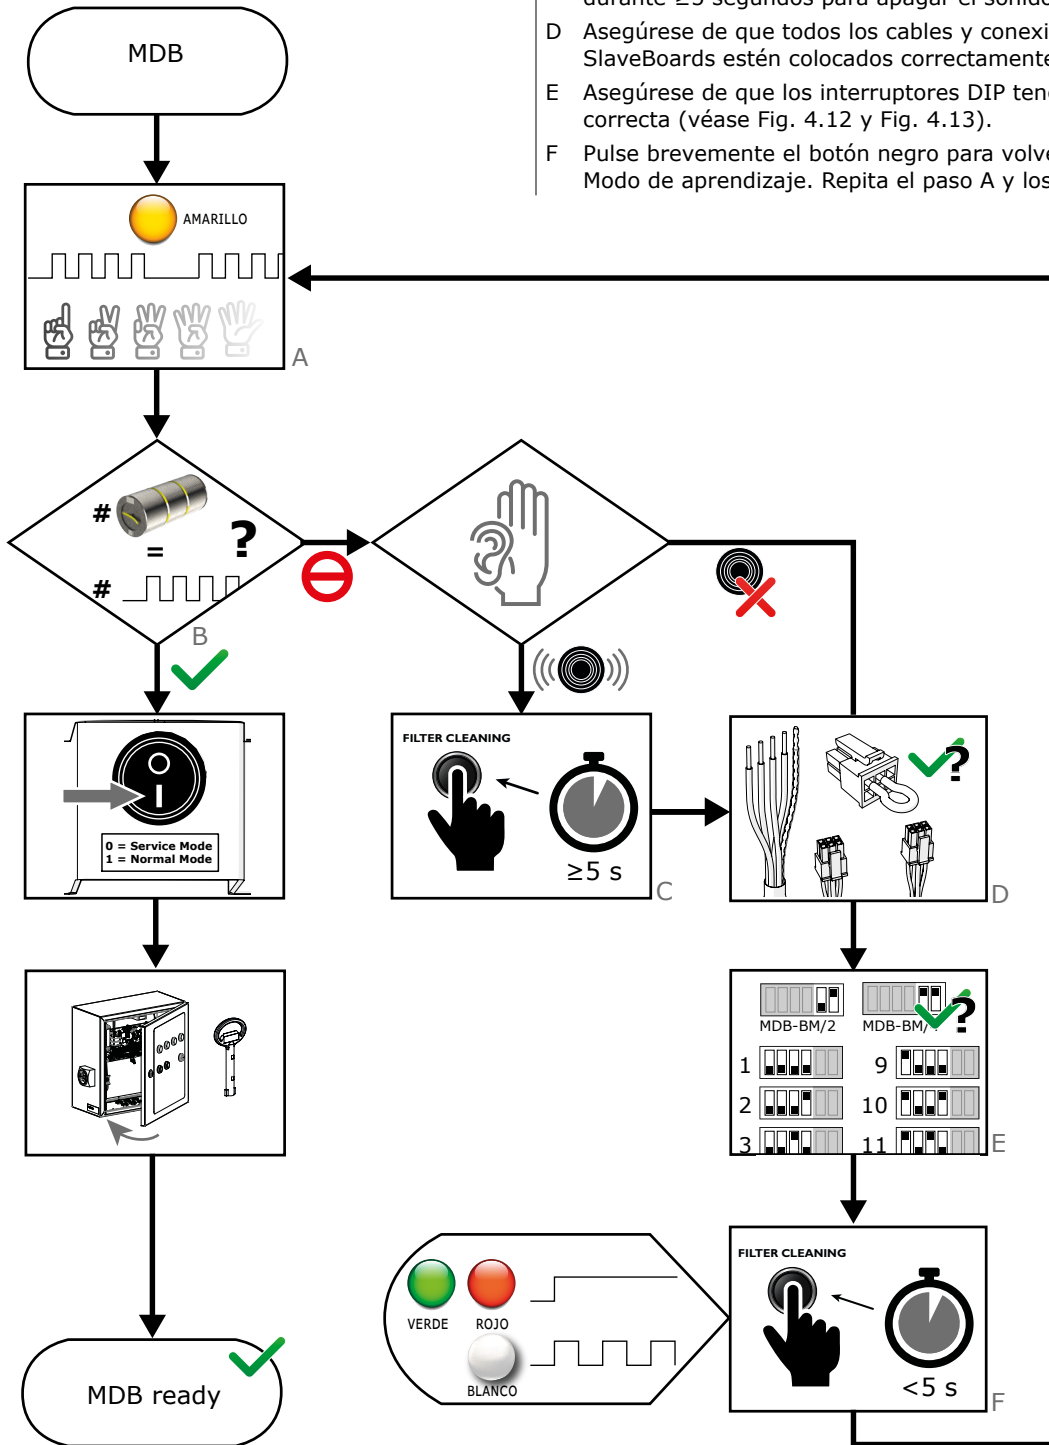 durante ≥5 segundos para apagar el sonido
D Asegúrese de que todos los cables y conexi
SlaveBoards estén colocados correctamente
E Asegúrese de que los interruptores DIP ten
correcta (véase Fig. 4.12 y Fig. 4.13).
F Pulse brevemente el botón negro para volve
Modo de aprendizaje. Repita el paso A y los
MDB
AMARILLO
A
#
=
?
#
B
FILTER CLEANING
≥5 s
C
?
D
0 = Service Mode
1 = Normal Mode
?
MDB-BM/2 MDB-BM/
1 9
2 10
3 11
E
FILTER CLEANING
<5 s
F
VERDE ROJO
BLANCO
MDB ready